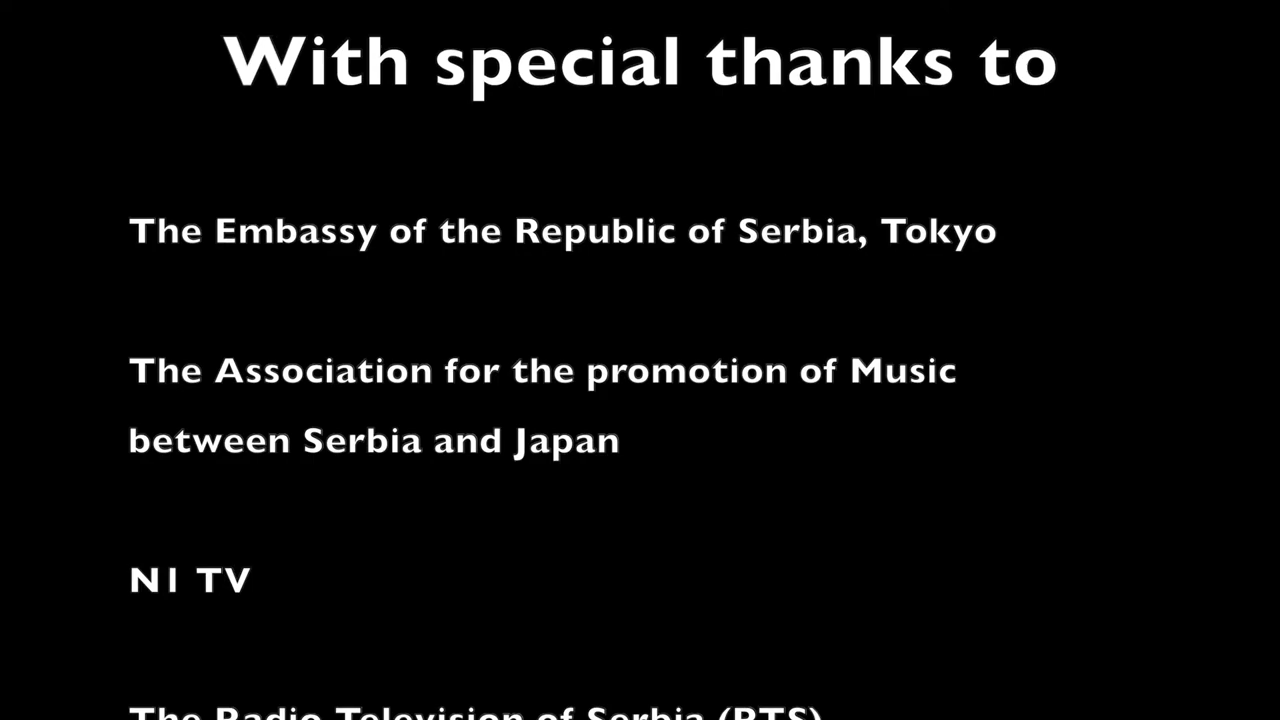 With special thanks to
The Embassy of the Republic of Serbia, Tokyo
The Association for the promotion of Music
between Serbia and Japan
N1 TV
The Radio Television of Serbia (RTS)